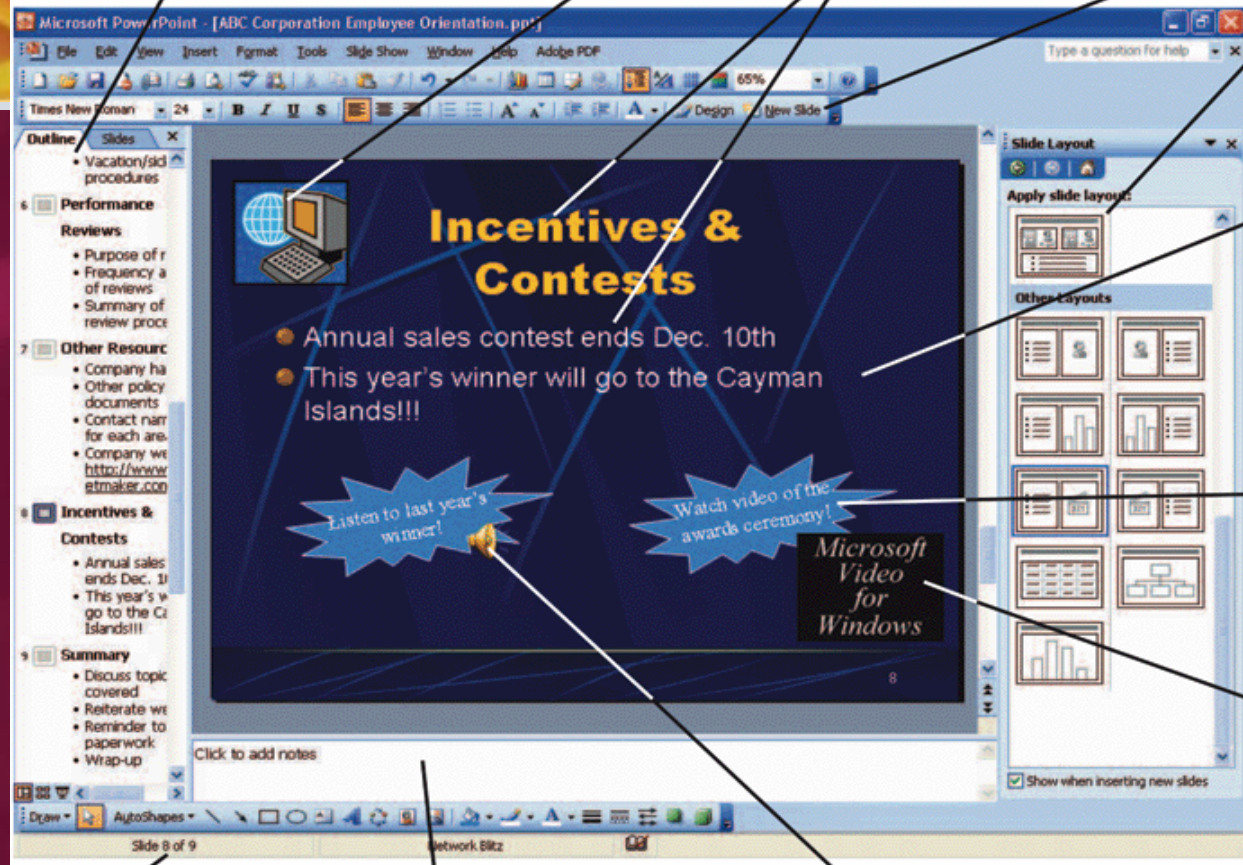 Microsoft PowerPoint - [ABC Corporation Employee Orientation.ppt]
File Edit View Insert Format Tools Slide Show Window Help Adobe PDF
Type a question for help
65%
Times New Roman 24 B I U S A A A Design New Slide
Outline Slides
• Vacation/sick
procedures
6 Performance
Reviews
• Purpose of r
• Frequency a
of reviews
• Summary of
review proce
7 Other Resourc
• Company ha
• Other policy
documents
• Contact nam
for each area
• Company we
http://www
etmaker.con
8 Incentives &
Contests
• Annual sales
ends Dec. 10
• This year's w
go to the Ca
Islands!!!
9 Summary
• Discuss topic
covered
• Reiterate we
• Reminder to
paperwork
• Wrap-up
Incentives &
Contests
Annual sales contest ends Dec. 10th
This year's winner will go to the Cayman
Islands!!!
Listen to last year's
winner!
Watch video of the
awards ceremony!
Microsoft
Video
for
Windows
8
Click to add notes
Slide Layout
Apply slide layout:
Other Layouts
Show when inserting new slides
Draw AutoShapes A
Slide 8 of 9 Network Blitz